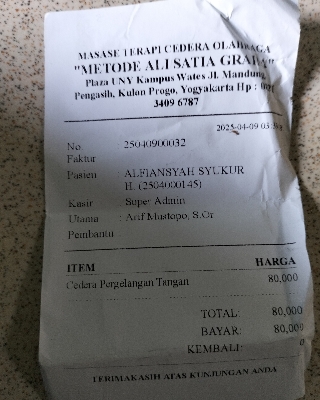 MASASE TERAPI CEDERA OLAHRAGA
"METODE ALI SATIA GRAHA"
Plaza UNY Kampus Wates Jl. Mandung,
Pengasih, Kulon Progo, Yogyakarta Hp :
3409 6787
2025-04-09
No Faktur : 25040900032
Pasien : ALFIANSYAH SYUKUR
H. (2504000145)
Kasir : Super Admin
Utama : Arif Mustopo, S.Or
Pembantu :
ITEM HARGA
Cedera Pergelangan Tangan 80,000
TOTAL: 80,000
BAYAR: 80,000
KEMBALI: 0
TERIMAKASIH ATAS KUNJUNGAN ANDA